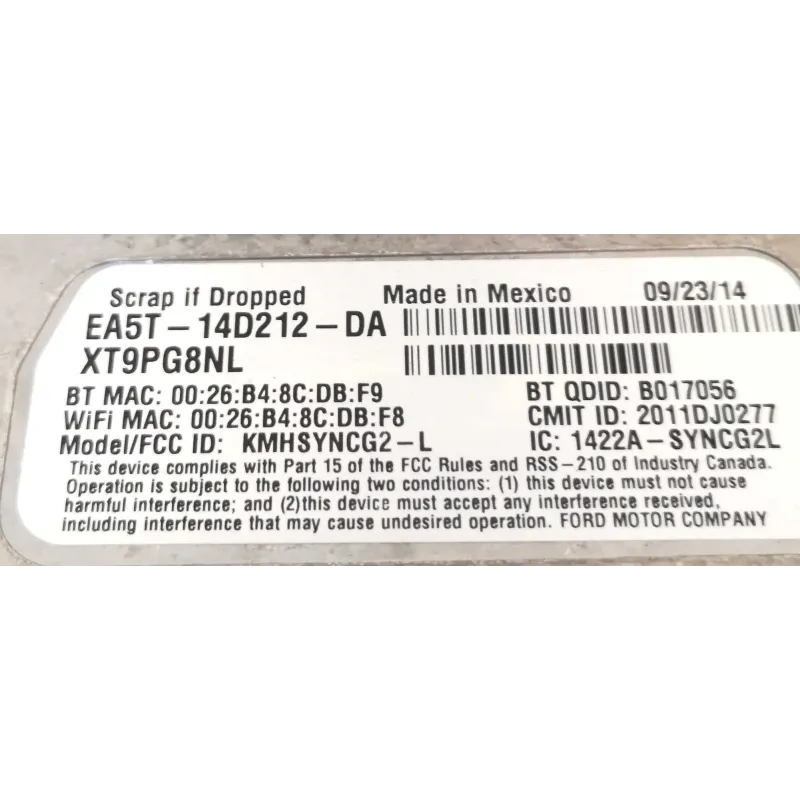 Scrap if Dropped Made in Mexico 09/23/14
EA5T-14D212-DA
XT9PG8NL
BT MAC: 00:26:B4:8C:DB:F9 BT QDID: B017056
WiFi MAC: 00:26:B4:8C:DB:F8 CMIT ID: 2011DJ0277
Model/FCC ID: KMHSYNCG2-L IC: 1422A-SYNCG2L
This device complies with Part 15 of the FCC Rules and RSS-210 of Industry Canada.
Operation is subject to the following two conditions: (1) this device must not cause
harmful interference; and (2)this device must accept any interference received,
including interference that may cause undesired operation. FORD MOTOR COMPANY